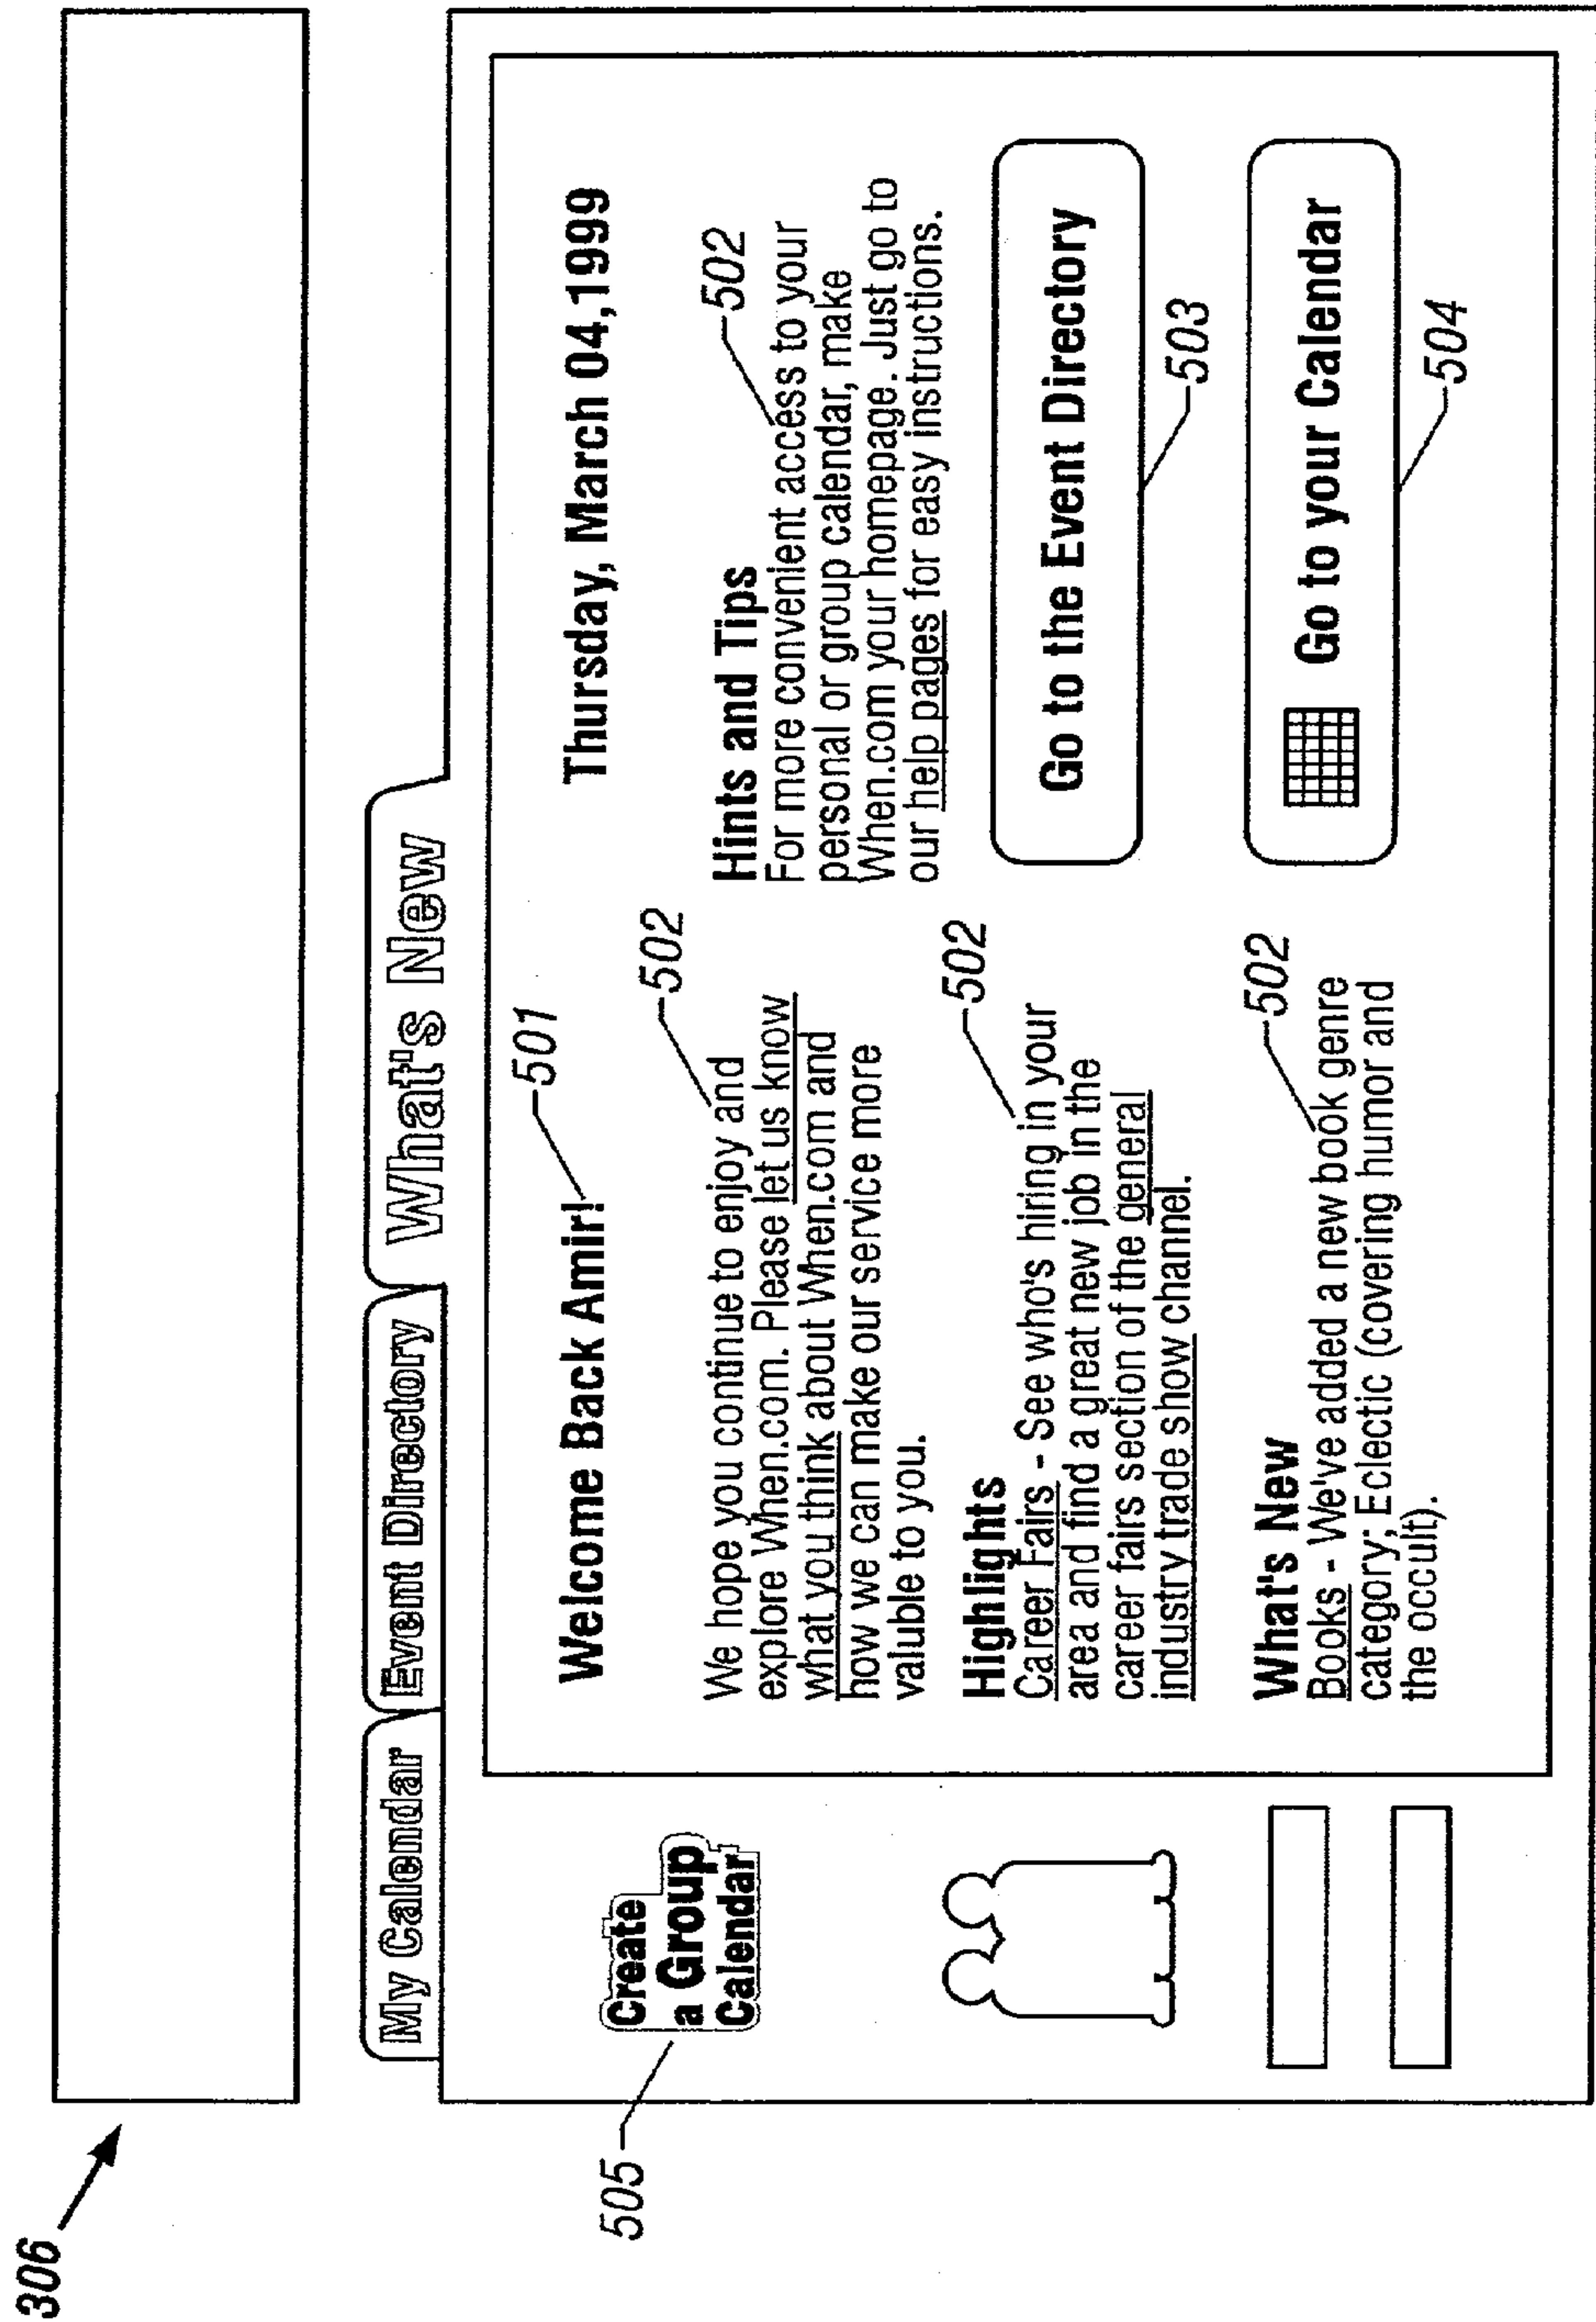 306
My Calendar
Event Directory
What's New
505
Create
a Group
Calendar
Welcome Back Amir!
501
Thursday, March 04,1999
502
We hope you continue to enjoy and
explore When.com. Please let us know
what you think about When.com and
how we can make our service more
valuble to you.
502
Highlights
Career Fairs - See who's hiring in your
area and find a great new job in the
career fairs section of the general
industry trade show channel.
502
What's New
Books - We've added a new book genre
category; Eclectic (covering humor and
the occult).
Hints and Tips
502
For more convenient access to your
personal or group calendar, make
When.com your homepage. Just go to
our help pages for easy instructions.
Go to the Event Directory
503
Go to your Calendar
504